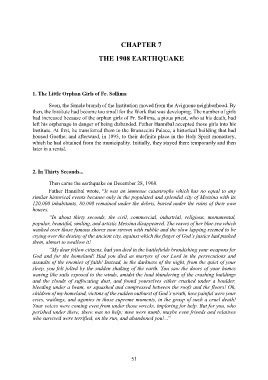 CHAPTER 7
THE 1908 EARTHQUAKE
1. The Little Orphan Girls of Fr. Sollima
Soon, the female branch of the Institution moved from the Avignone neighborhood. By
then, the Institute had become too small for the Work that was developing. The number of girls
had increased because of the orphan girls of Fr. Sollima, a pious priest, who at his death, had
left his orphanage in danger of being disbanded. Father Hannibal accepted those girls into his
Institute. At first, he transferred them to the Brunaccini Palace, a historical building that had
housed Goethe, and afterward, in 1895, to their definite place in the Holy Spirit monastery,
which he had obtained from the municipality. Initially, they stayed there temporarily and then
later in a rental.
2. In Thirty Seconds...
Then came the earthquake on December 28, 1908.
Father Hannibal wrote, "It was an immense catastrophe which has no equal to any
similar historical events because only in the populated and splendid city of Messina with its
120,000 inhabitants, 80,000 remained under the debris, buried under the ruins of their own
houses.
"In about thirty seconds, the civil, commercial, industrial, religious, monumental,
popular, beautiful, smiling, and artistic Messina disappeared. The waves of her blue sea which
washed over those famous shores now strewn with rubble and the slow lapping seemed to be
crying over the destiny of the ancient city, against which the finger of God's justice had pushed
them, almost to swallow it!
"My dear fellow citizens, had you died in the battlefields brandishing your weapons for
God and for the homeland! Had you died as martyrs of our Lord in the persecutions and
assaults of the enemies of faith! Instead, in the darkness of the night, from the quiet of your
sleep, you felt jolted by the sudden shaking of the earth. You saw the doors of your homes
waving like sails exposed to the winds, amidst the loud thundering of the crashing buildings
and the clouds of suffocating dust, and found yourselves either crushed under a boulder,
bleeding under a beam, or squashed and compressed between the roofs and the floors! Oh,
children of my homeland, victims of the sudden outburst of God's wrath, how painful were your
cries, wailings, and agonies in those supreme moments, in the grasp of such a cruel death!
Your voices were coming even from under those wrecks, imploring for help. But for you, who
perished under there, there was no help; now were numb, maybe even friends and relatives
who survived were terrified, on the run, and abandoned you!..."
51